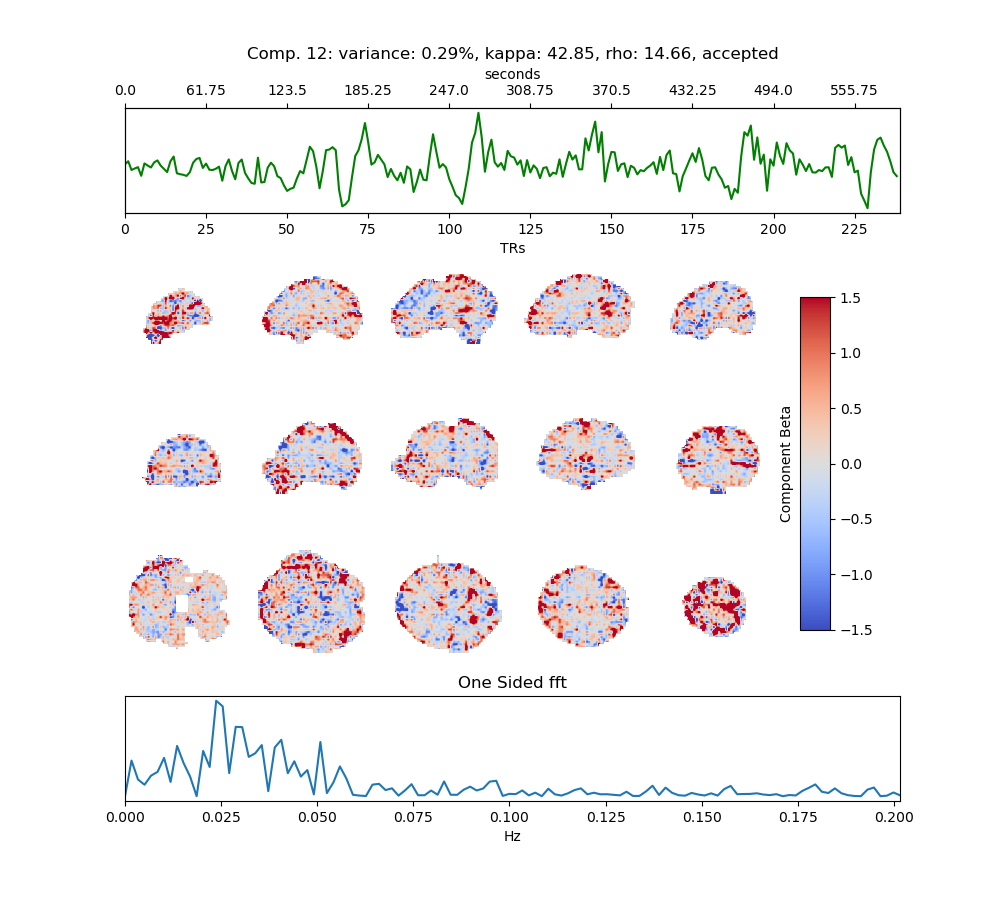 Comp. 12: variance: 0.29%, kappa: 42.85, rho: 14.66, accepted
seconds
0.0 61.75 123.5 185.25 247.0 308.75 370.5 432.25 494.0 555.75
0 25 50 75 100 125 150 175 200 225
TRs
1.5
1.0
0.5
0.0
−0.5
−1.0
−1.5
Component Beta
One Sided fft
0.000 0.025 0.050 0.075 0.100 0.125 0.150 0.175 0.200
Hz